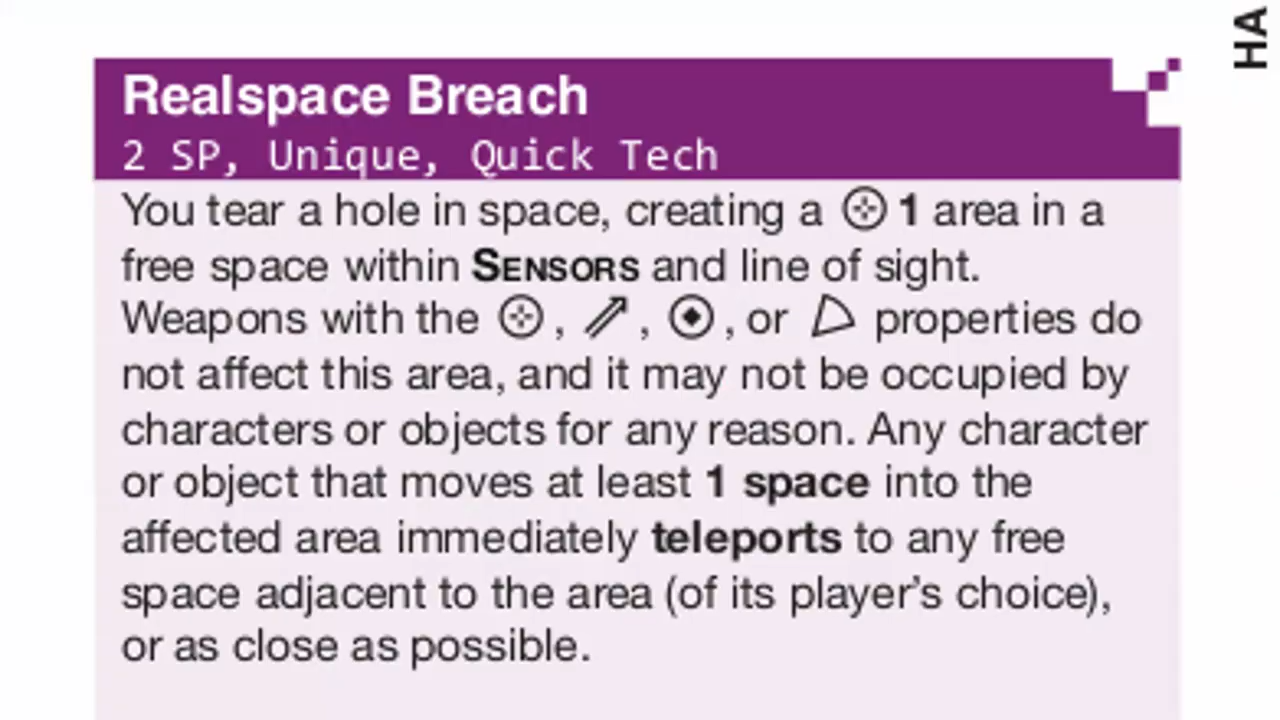 HA
Realspace Breach
2 SP, Unique, Quick Tech
You tear a hole in space, creating a 1 area in a
free space within SENSORS and line of sight.
Weapons with the , , , or properties do
not affect this area, and it may not be occupied by
characters or objects for any reason. Any character
or object that moves at least 1 space into the
affected area immediately teleports to any free
space adjacent to the area (of its player's choice),
or as close as possible.